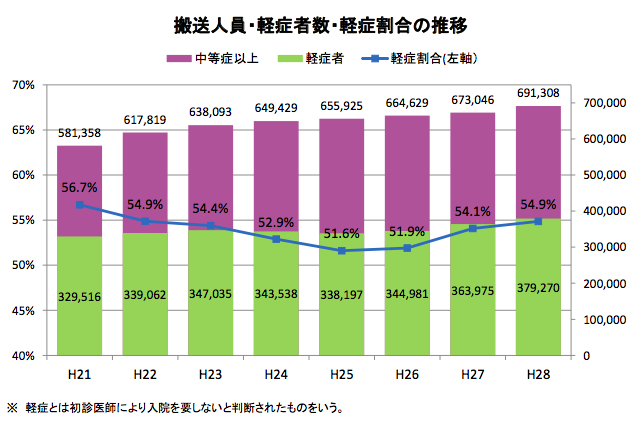 搬送人員・軽症者数・軽症割合の推移
中等症以上 軽症者 軽症割合(左軸)
70%
65%
60%
55%
50%
45%
40%
700,000
600,000
500,000
400,000
300,000
200,000
100,000
0
581,358 617,819 638,093 649,429 655,925 664,629 673,046 691,308
56.7% 54.9% 54.4% 52.9% 51.6% 51.9% 54.1% 54.9%
329,516 339,062 347,035 343,538 338,197 344,981 363,975 379,270
H21 H22 H23 H24 H25 H26 H27 H28
※ 軽症とは初診医師により入院を要しないと判断されたものをいう。